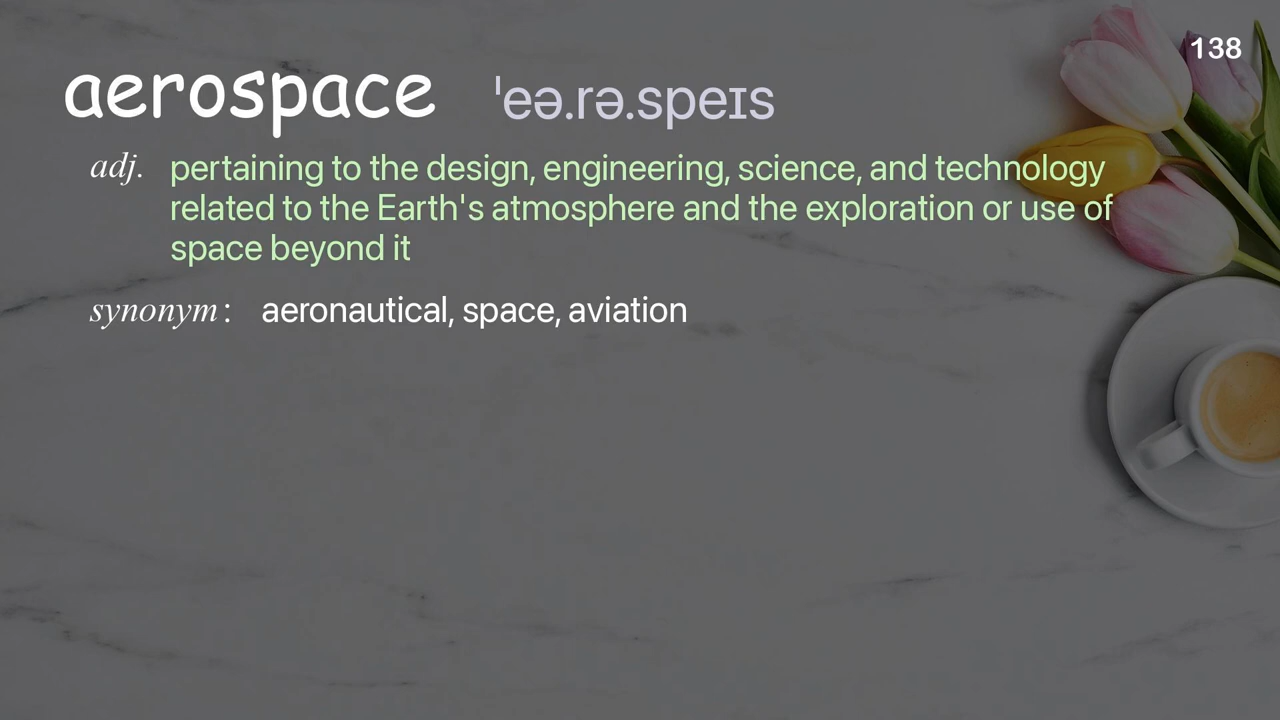 138
aerospace ˈeə.rə.speɪs
adj. pertaining to the design, engineering, science, and technology
related to the Earth's atmosphere and the exploration or use of
space beyond it
synonym: aeronautical, space, aviation